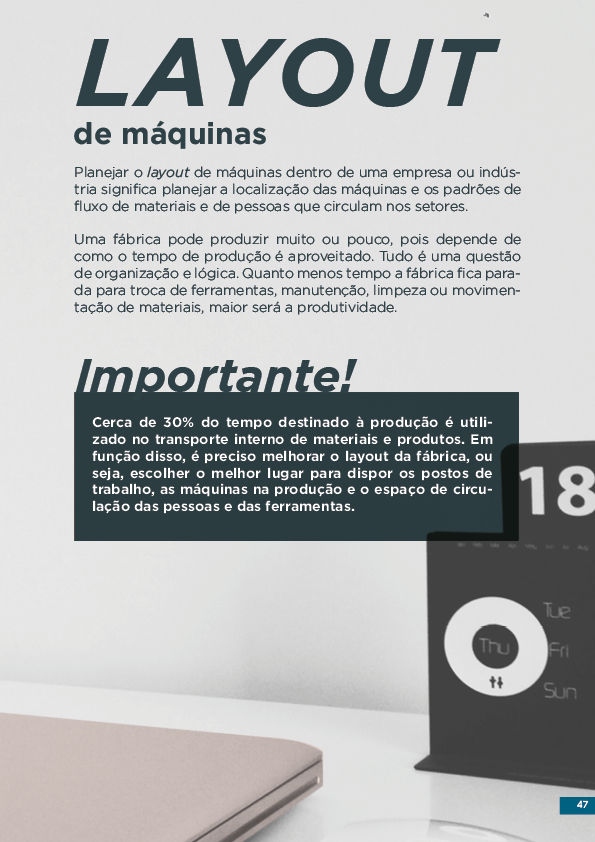 LAYOUT
de máquinas
Planejar o layout de máquinas dentro de uma empresa ou indús-
tria significa planejar a localização das máquinas e os padrões de
fluxo de materiais e de pessoas que circulam nos setores.
Uma fábrica pode produzir muito ou pouco, pois depende de
como o tempo de produção é aproveitado. Tudo é uma questão
de organização e lógica. Quanto menos tempo a fábrica fica para-
da para troca de ferramentas, manutenção, limpeza ou movimen-
tação de materiais, maior será a produtividade.
Importante!
Cerca de 30% do tempo destinado à produção é utili-
zado no transporte interno de materiais e produtos. Em
função disso, é preciso melhorar o layout da fábrica, ou
seja, escolher o melhor lugar para dispor os postos de
trabalho, as máquinas na produção e o espaço de circu-
lação das pessoas e das ferramentas.
18
Tue
Thu
Fri
Sun
47